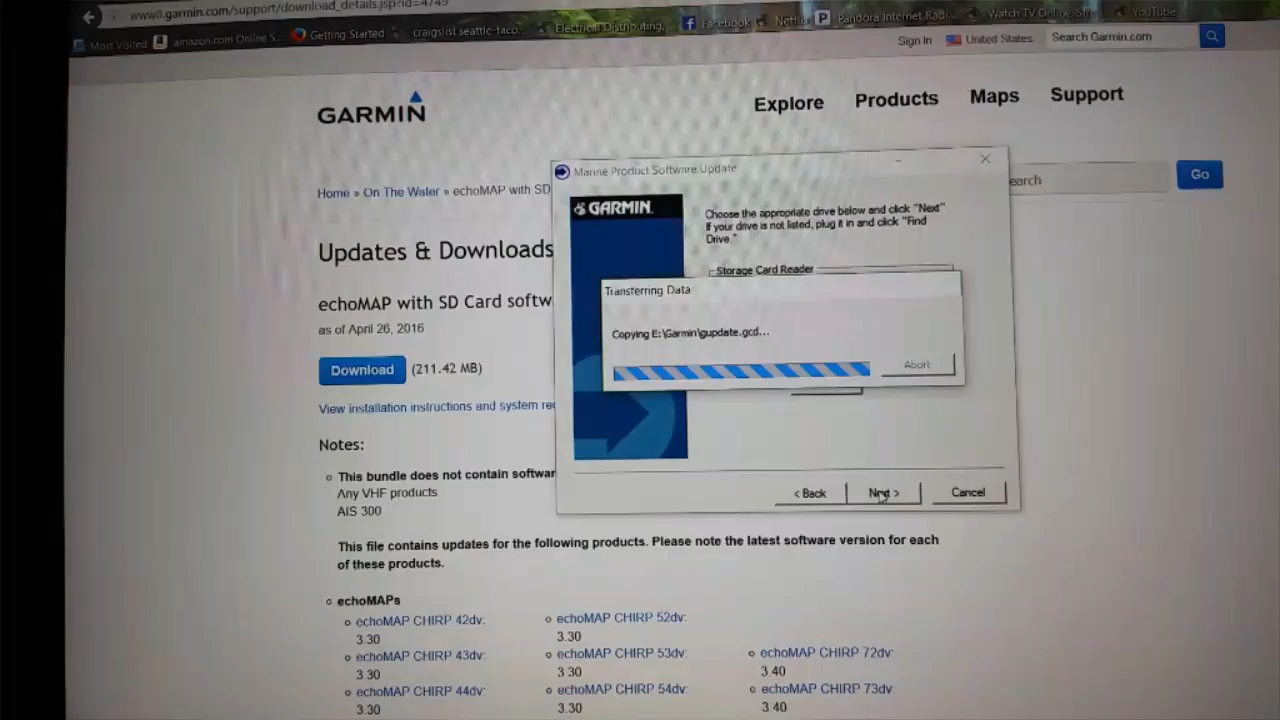 www8.garmin.com/support/download_details.jsp?id=4745
Most Visited amazon.com Online S... Getting Started craigslist seattle-taco... Electrical Distributing,... Facebook Netflix Pandora Internet Radi... Watch TV Online, Str... YouTube
Sign In United States Search Garmin.com
GARMIN
Explore Products Maps Support
Home » On The Water » echoMAP with SD
earch Go
Updates & Downloads
echoMAP with SD Card softw
as of April 26, 2016
Download (211.42 MB)
View installation instructions and system re
Notes:
This bundle does not contain softwar
Any VHF products
AIS 300
This file contains updates for the following products. Please note the latest software version for each
of these products.
echoMAPs
echoMAP CHIRP 42dv: echoMAP CHIRP 52dv:
3.30 3.30
echoMAP CHIRP 43dv: echoMAP CHIRP 53dv: echoMAP CHIRP 72dv:
3.30 3.30 3.40
echoMAP CHIRP 44dv: echoMAP CHIRP 54dv: echoMAP CHIRP 73dv:
3.30 3.30 3.40
Marine Product Software Update
GARMIN.
Choose the appropriate drive below and click "Next"
If your drive is not listed, plug it in and click "Find
Drive."
Storage Card Reader
Transferring Data
Copying E:\Garmin\gupdate.gcd...
Abort
< Back Next > Cancel